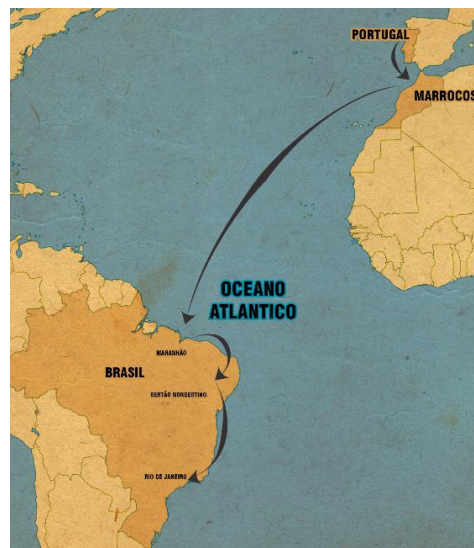 PORTUGAL
MARROCOS
OCEANO
ATLANTICO
MARANHÃO
BRASIL
SERTÃO NORDESTINO
RIO DE JANEIRO